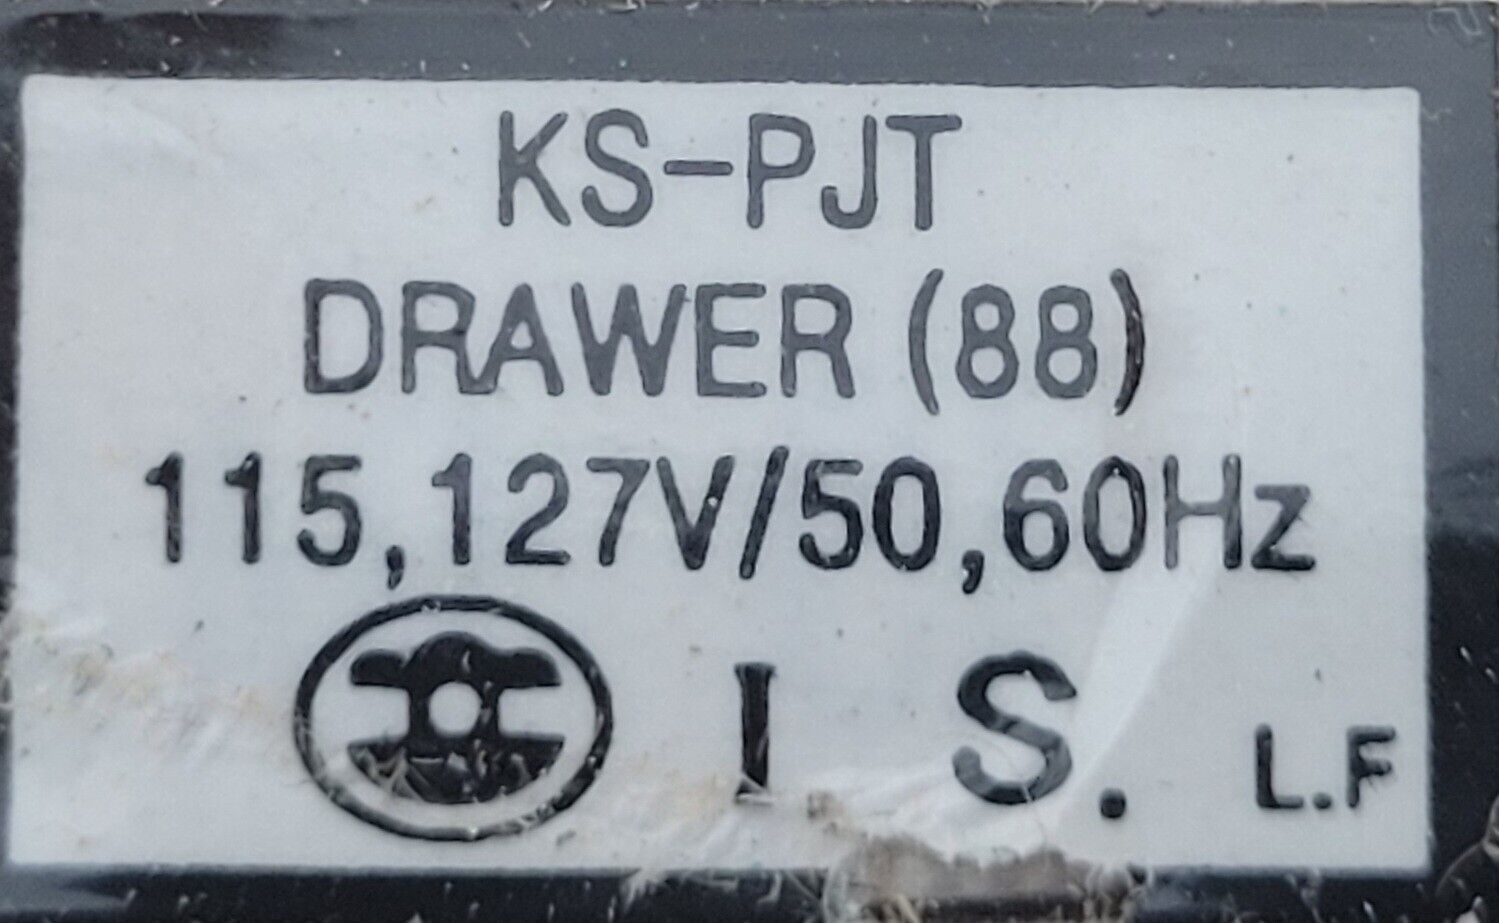 KS-PJT
DRAWER (88)
115,127V/50,60Hz
I S. L.F